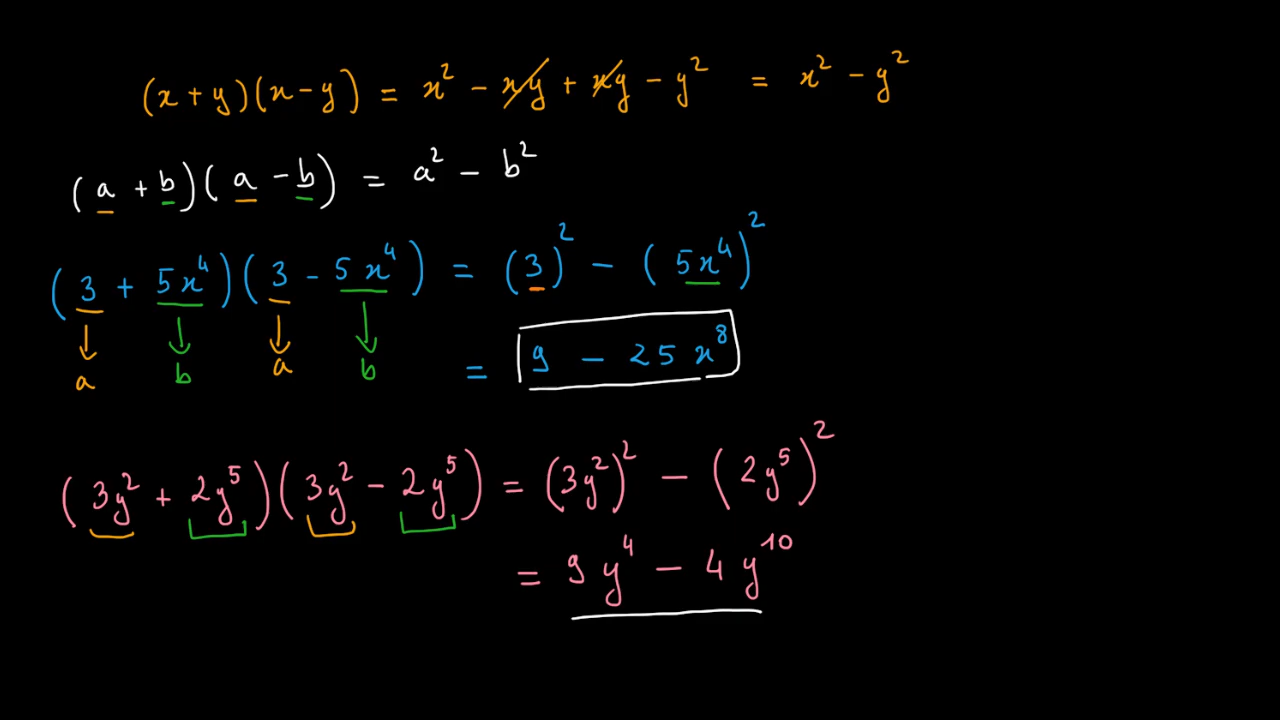 (x + y)(x - y) = x² - xy + xy - y² = x² - y²
(a + b)(a - b) = a² - b²
(3 + 5x⁴)(3 - 5x⁴) = (3)² - (5x⁴)²
a b a b
= 9 - 25x⁸
(3y² + 2y⁵)(3y² - 2y⁵) = (3y²)² - (2y⁵)²
= 9y⁴ - 4y¹⁰